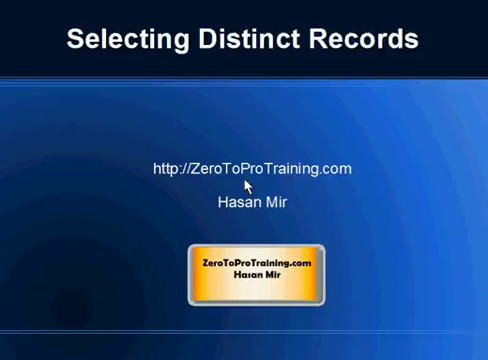 Selecting Distinct Records
http://ZeroToProTraining.com
Hasan Mir
ZeroToProTraining.com
Hasan Mir